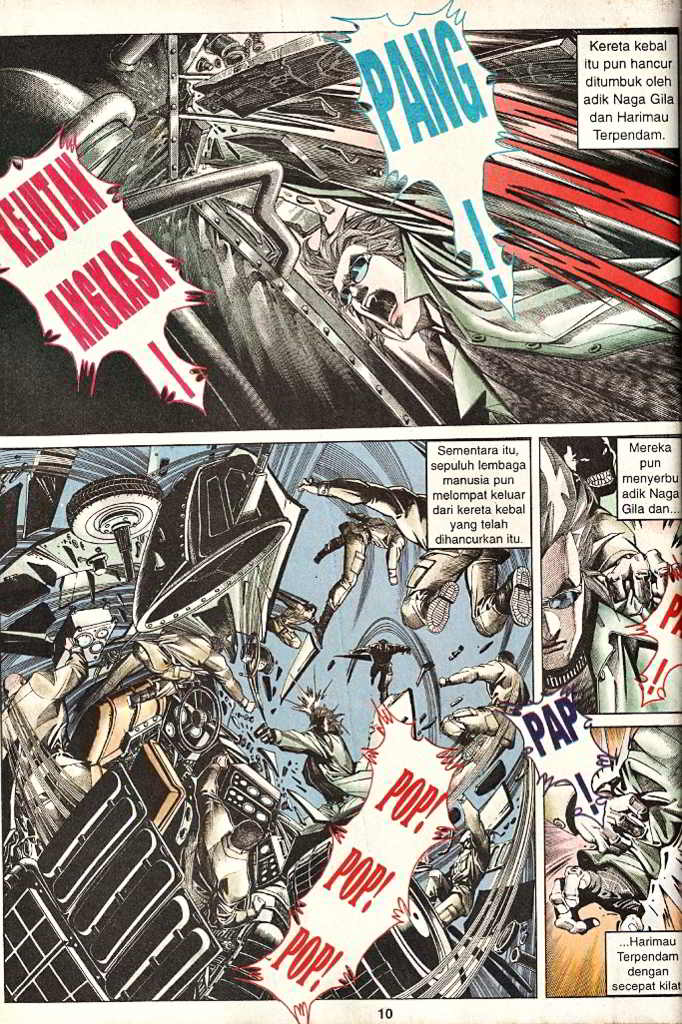 Kereta kebal
itu pun hancur
ditumbuk oleh
adik Naga Gila
dan Harimau
Terpendam.
PANG
!
KEJUTAN
ANGKASA
!
Sementara itu,
sepuluh lembaga
manusia pun
melompat keluar
dari kereta kebal
yang telah
dihancurkan itu.
POP!
POP!
POP!
Mereka
pun
menyerbu
adik Naga
Gila dan...
!
PAP
!
...Harimau
Terpendam
dengan
secepat kilat
10